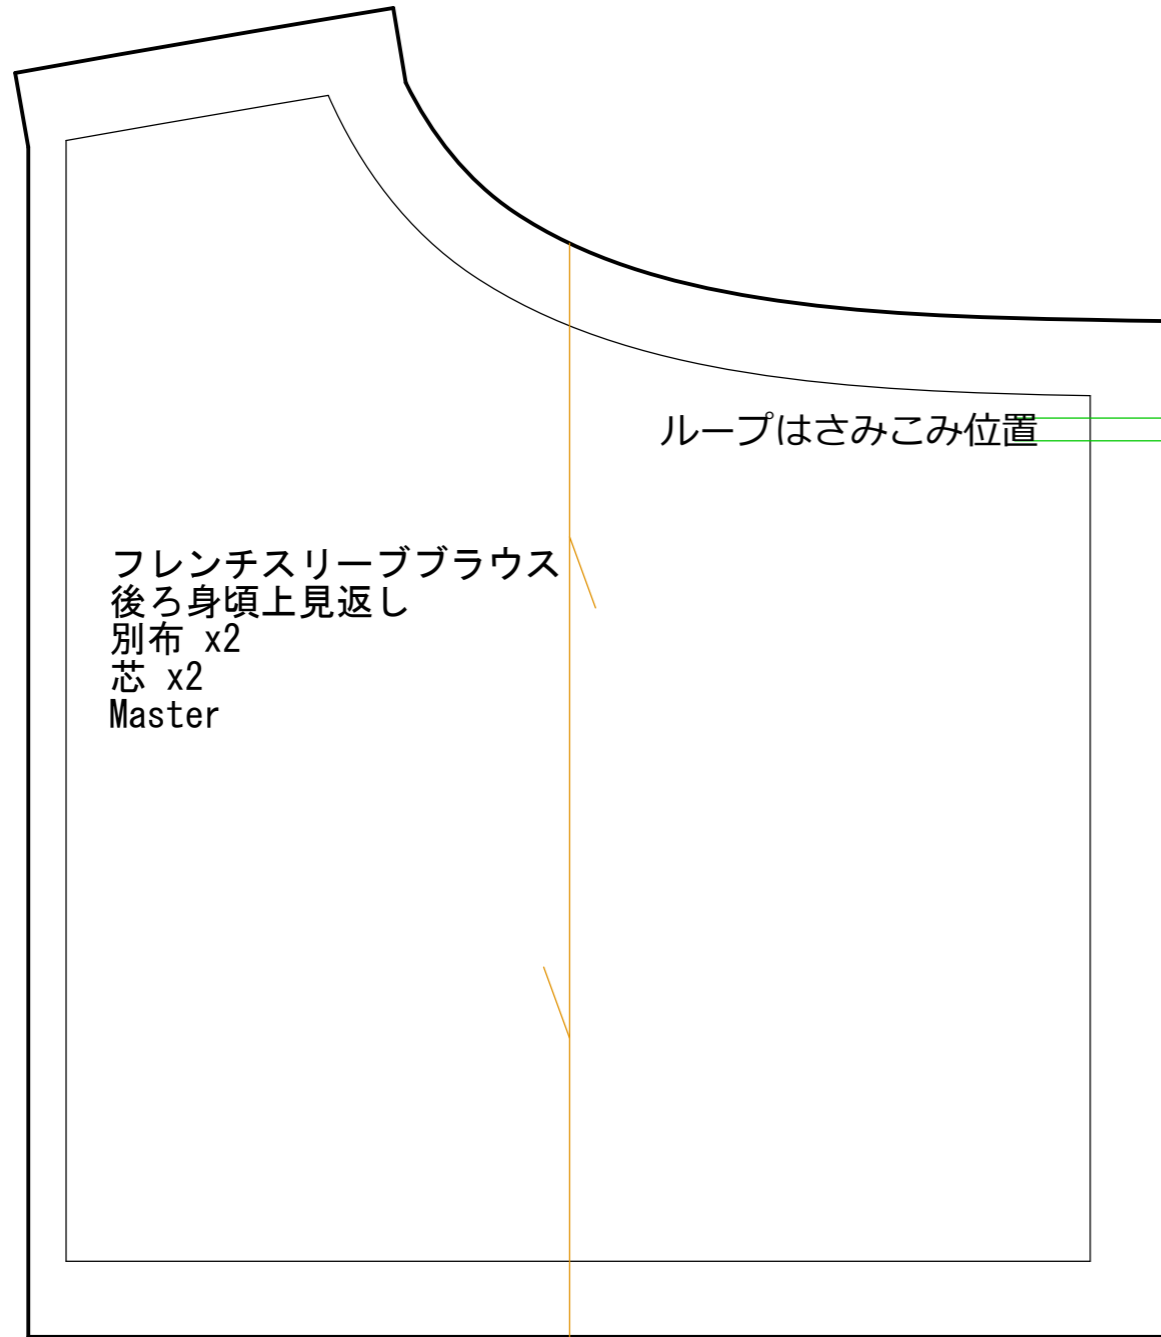 ループはさみこみ位置
フレンチスリーブブラウス
後ろ身頃上見返し
別布 x2
芯 x2
Master